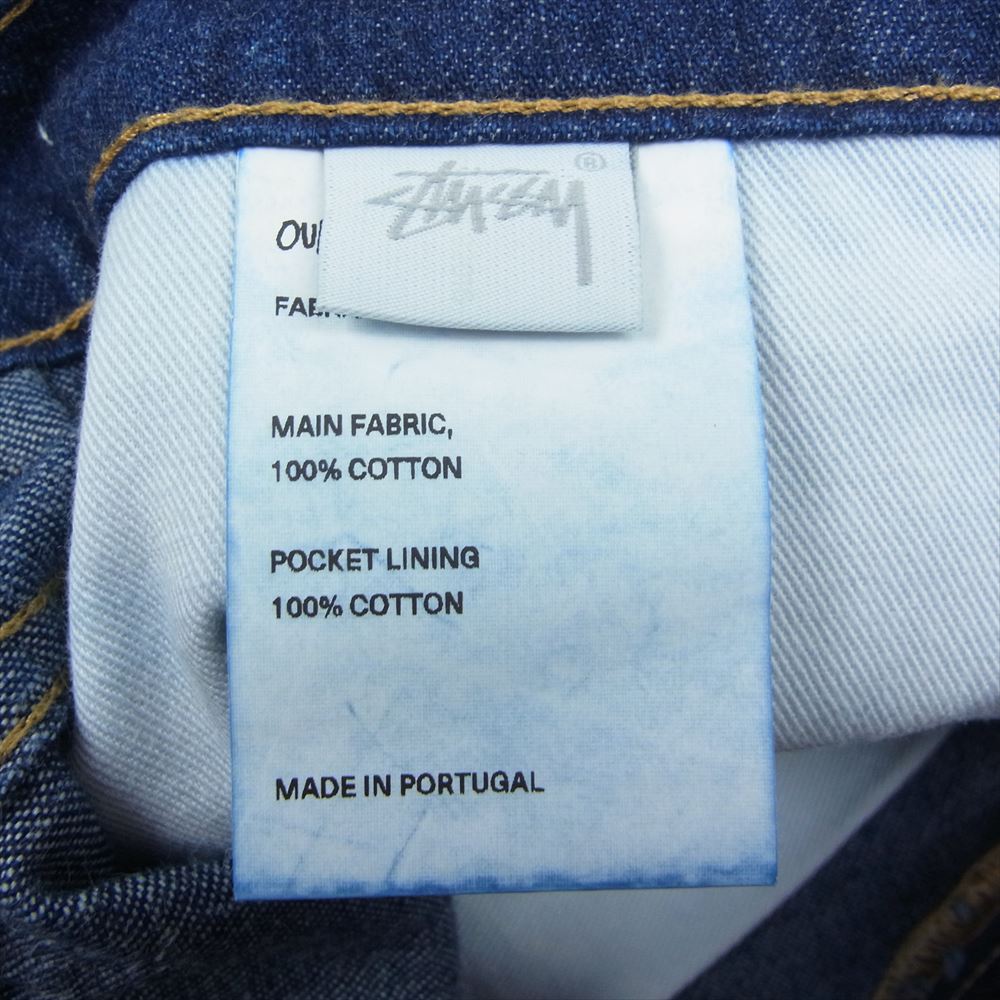 STÜSSY®
MAIN FABRIC,
100% COTTON
POCKET LINING
100% COTTON
MADE IN PORTUGAL